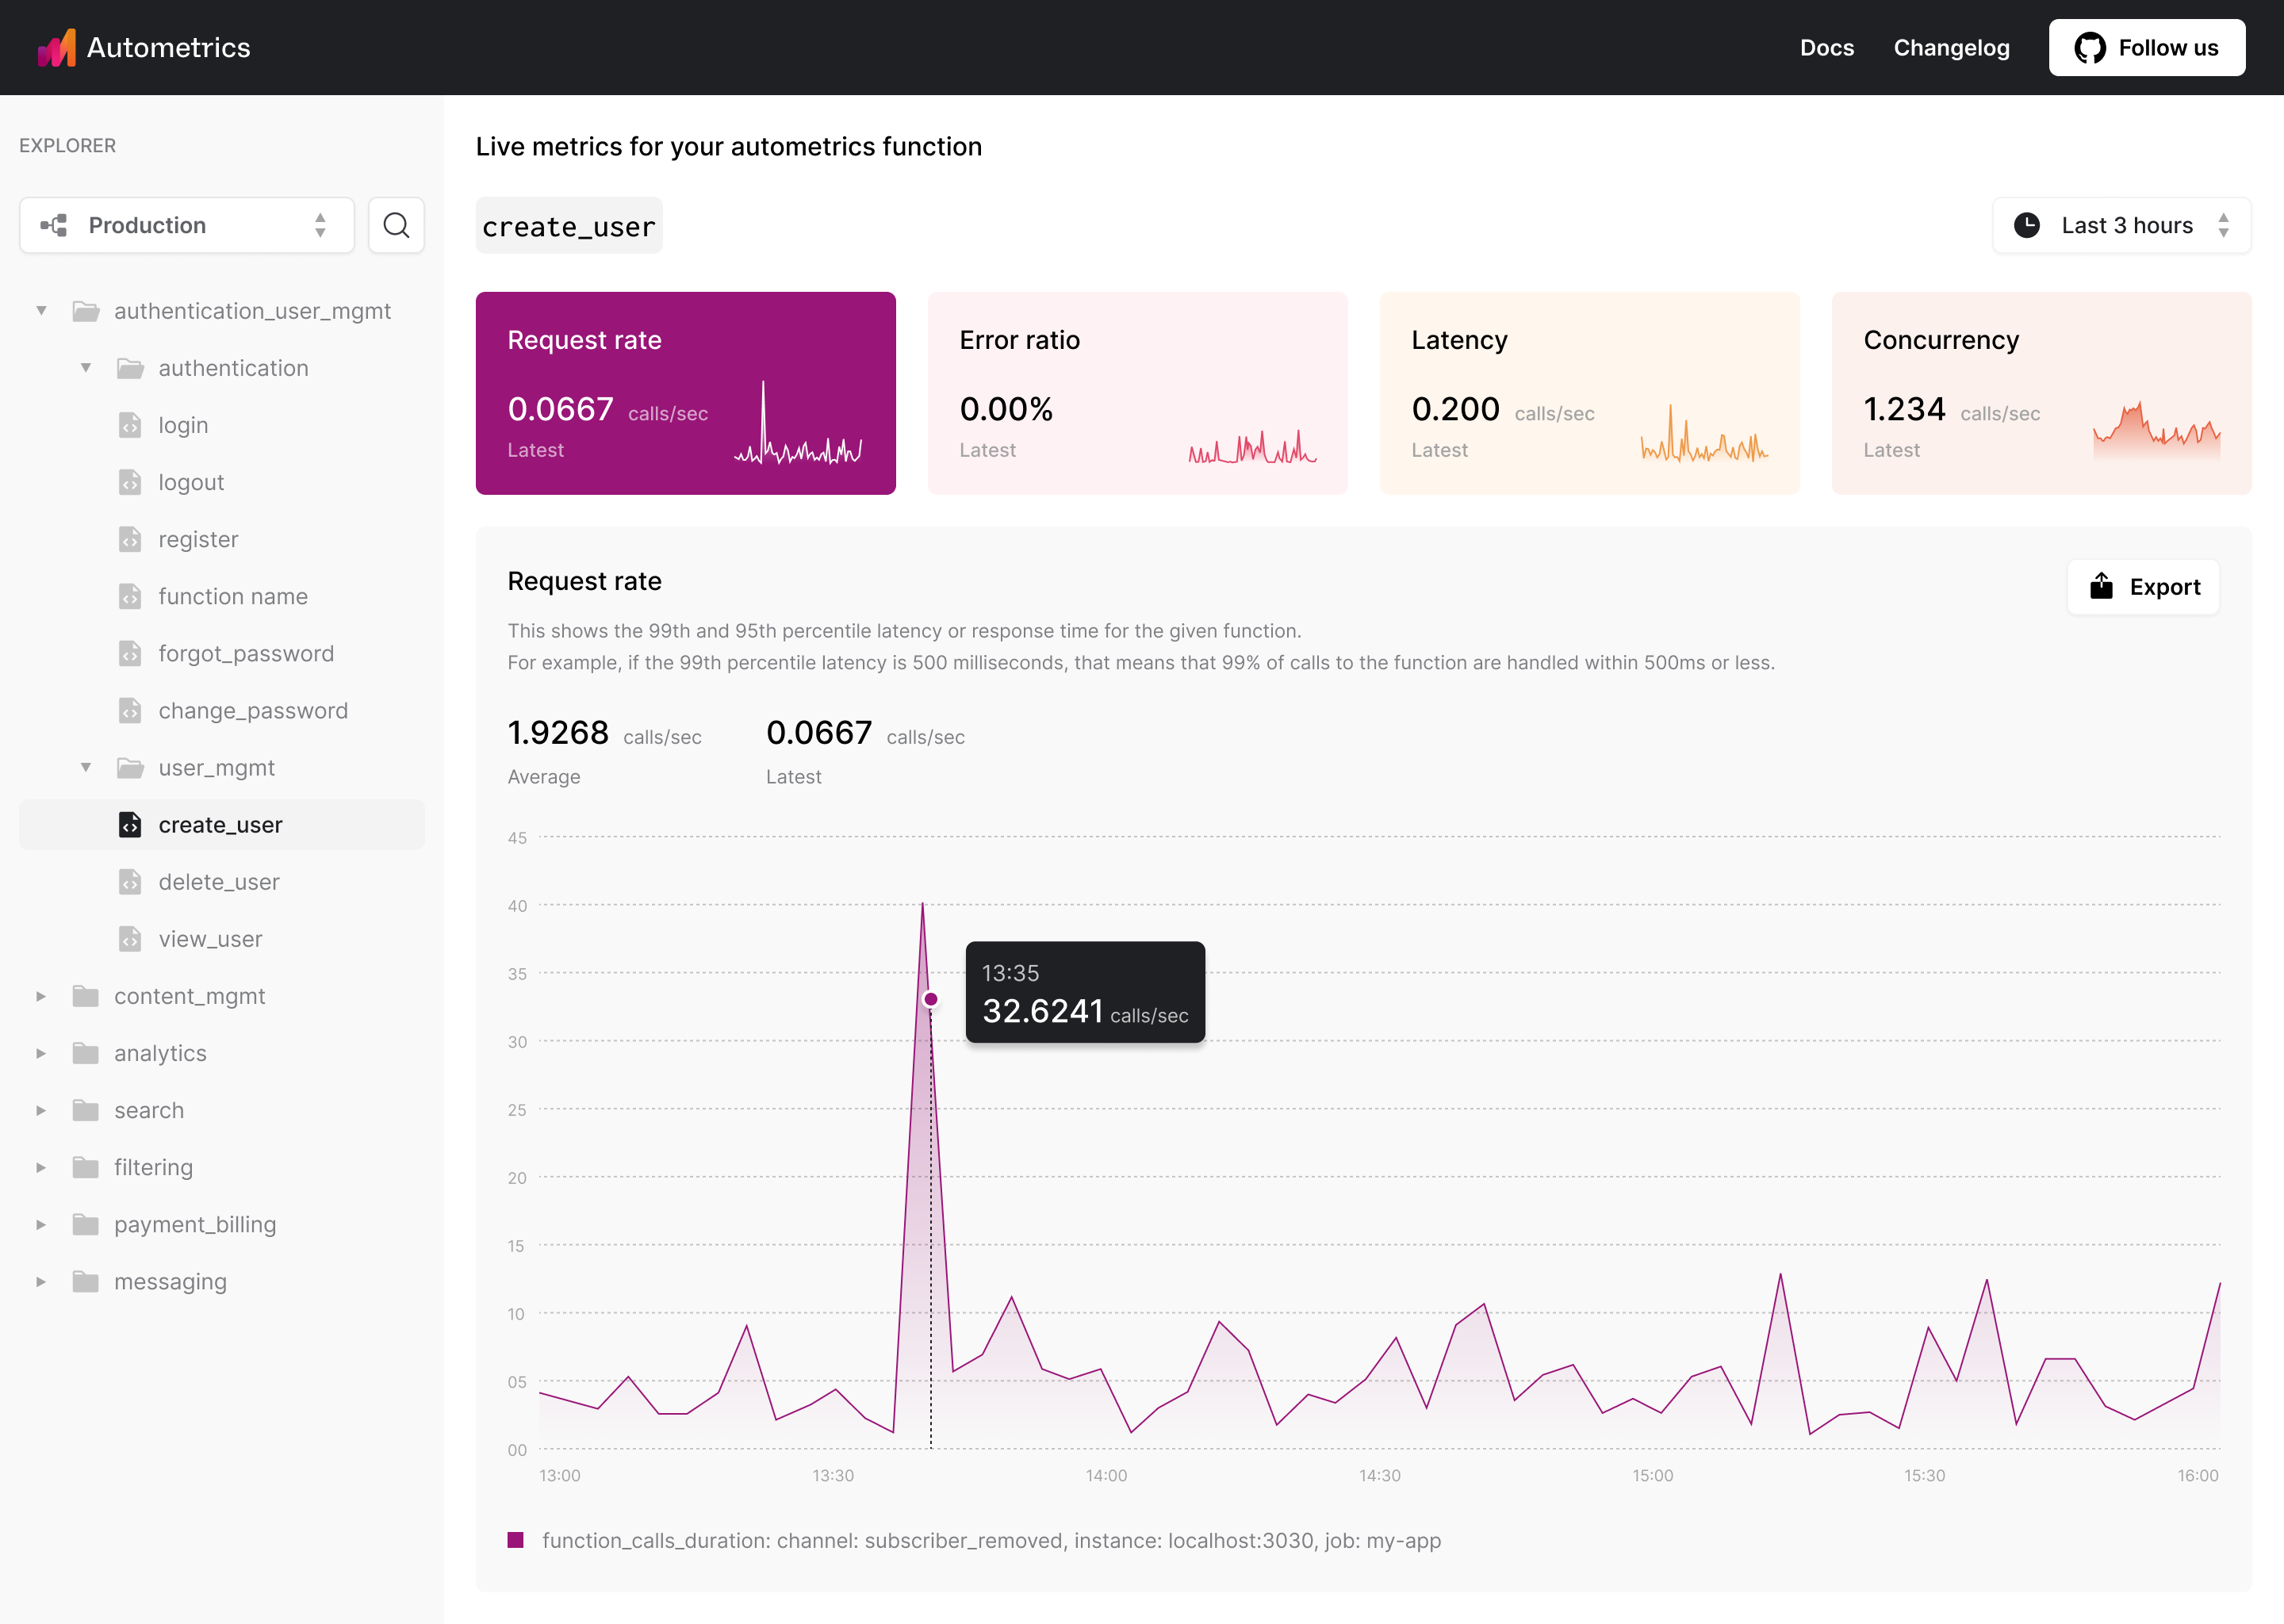 Autometrics
Docs
Changelog
Follow us
EXPLORER
Production
authentication_user_mgmt
authentication
login
logout
register
function name
forgot_password
change_password
user_mgmt
create_user
delete_user
view_user
content_mgmt
analytics
search
filtering
payment_billing
messaging
Live metrics for your autometrics function
create_user
Last 3 hours
Request rate
0.0667 calls/sec
Latest
Error ratio
0.00%
Latest
Latency
0.200 calls/sec
Latest
Concurrency
1.234 calls/sec
Latest
Request rate
Export
This shows the 99th and 95th percentile latency or response time for the given function.
For example, if the 99th percentile latency is 500 milliseconds, that means that 99% of calls to the function are handled within 500ms or less.
1.9268 calls/sec
Average
0.0667 calls/sec
Latest
45
40
35
30
25
20
15
10
05
00
13:35
32.6241 calls/sec
13:00
13:30
14:00
14:30
15:00
15:30
16:00
function_calls_duration: channel: subscriber_removed, instance: localhost:3030, job: my-app